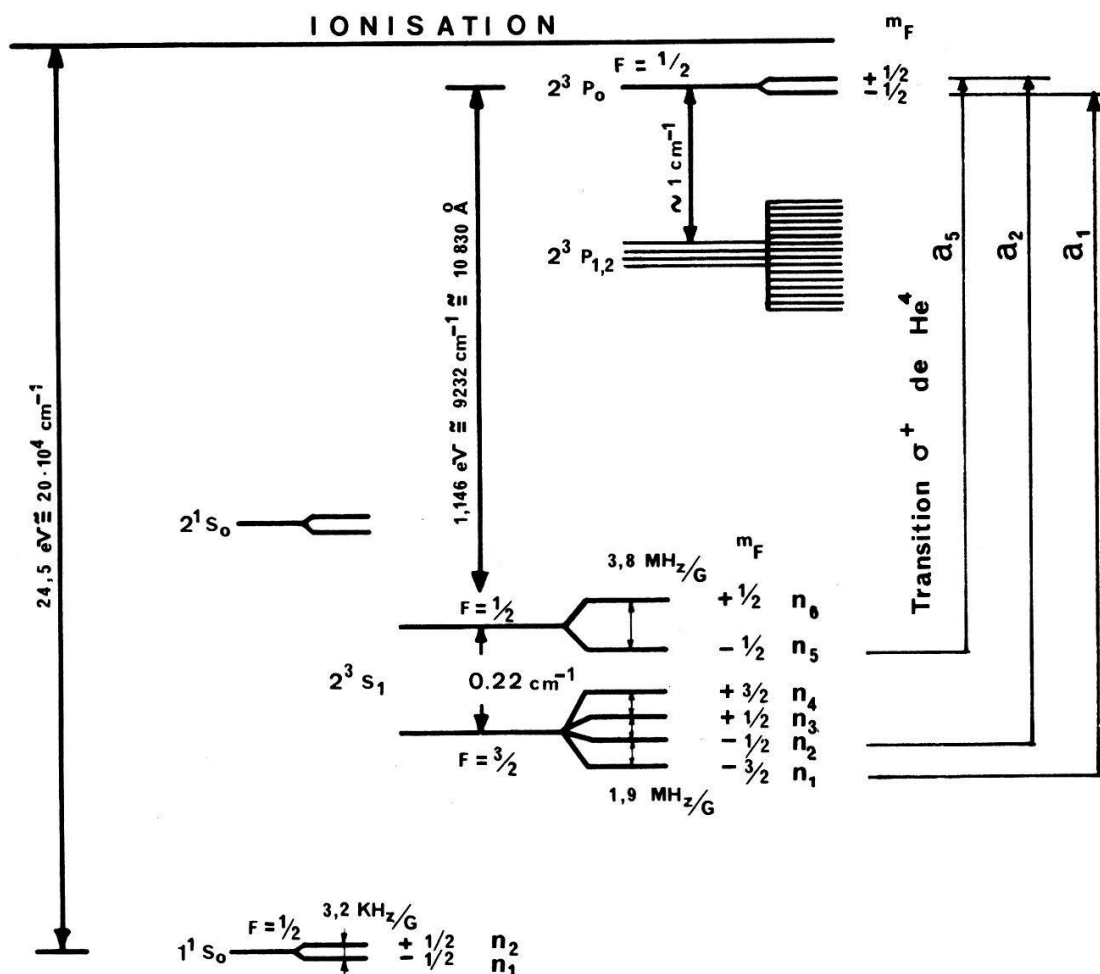 IONISATION
m_F
F = 1/2
2³ P₀
+ 1/2
− 1/2
~ 1 cm⁻¹
2³ P₁,₂
1,146 eV ≅ 9232 cm⁻¹ ≅ 10 830 Å
24,5 eV ≅ 20·10⁴ cm⁻¹
a₅
a₂
a₁
Transition σ⁺ de He⁴
2¹ S₀
m_F
3,8 MHz/G
F = 1/2
+ 1/2 n₆
− 1/2 n₅
2³ S₁
0.22 cm⁻¹
+ 3/2 n₄
+ 1/2 n₃
− 1/2 n₂
− 3/2 n₁
F = 3/2
1,9 MHz/G
3,2 KHz/G
F = 1/2
1¹ S₀
+ 1/2 n₂
− 1/2 n₁